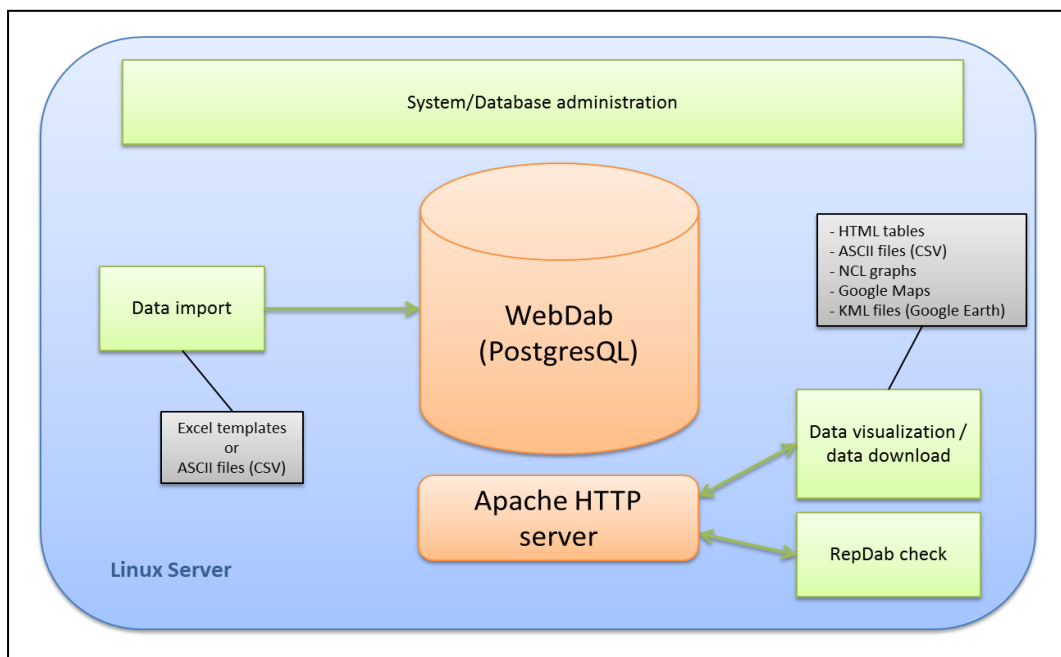 System/Database administration
- HTML tables
- ASCII files (CSV)
- NCL graphs
- Google Maps
- KML files (Google Earth)
Data import
WebDab
(PostgresQL)
Excel templates
or
ASCII files (CSV)
Data visualization /
data download
Apache HTTP
server
RepDab check
Linux Server